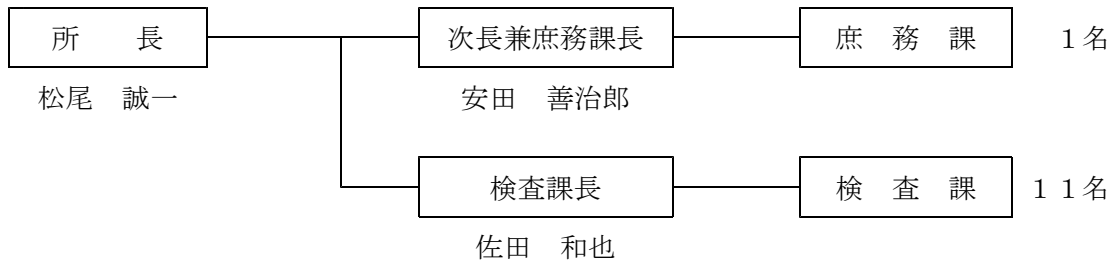 所　長　次長兼庶務課長　庶　務　課　１名
松尾　誠一　安田　善治郎
検査課長　検　査　課　１１名
佐田　和也